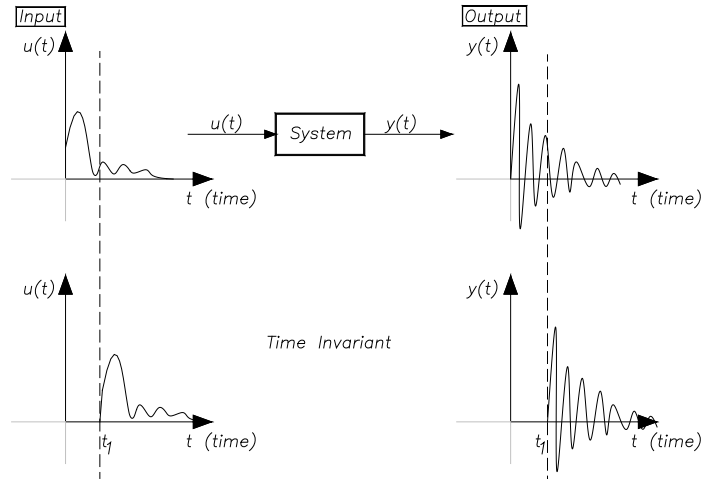 Input
Output
u(t)
y(t)
u(t)
System
y(t)
t (time)
t (time)
u(t)
y(t)
Time Invariant
t1
t (time)
t1
t (time)